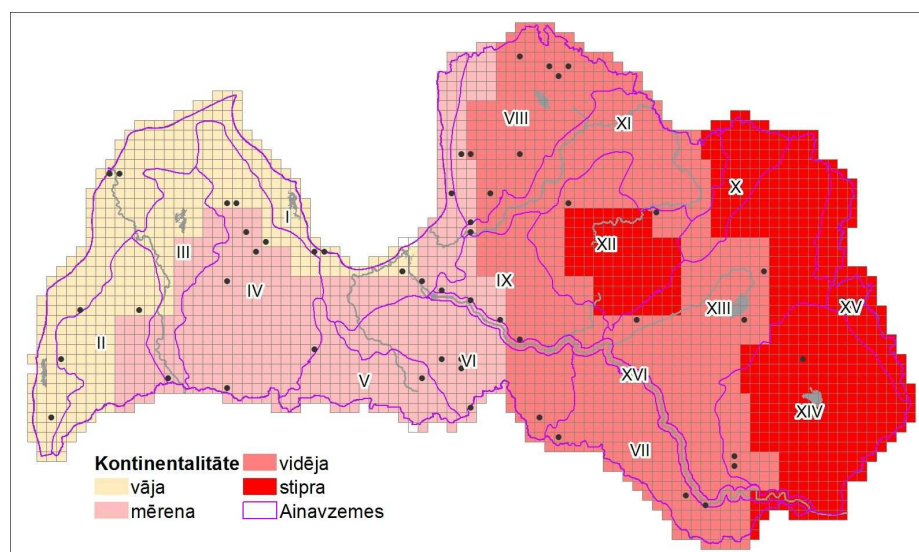 VIII
XI
X
I
III
XII
IV
IX
XIII
XV
II
VI
V
XVI
XIV
VII
Kontinentalitāte
vāja
mērena
vidēja
stipra
Ainavzemes